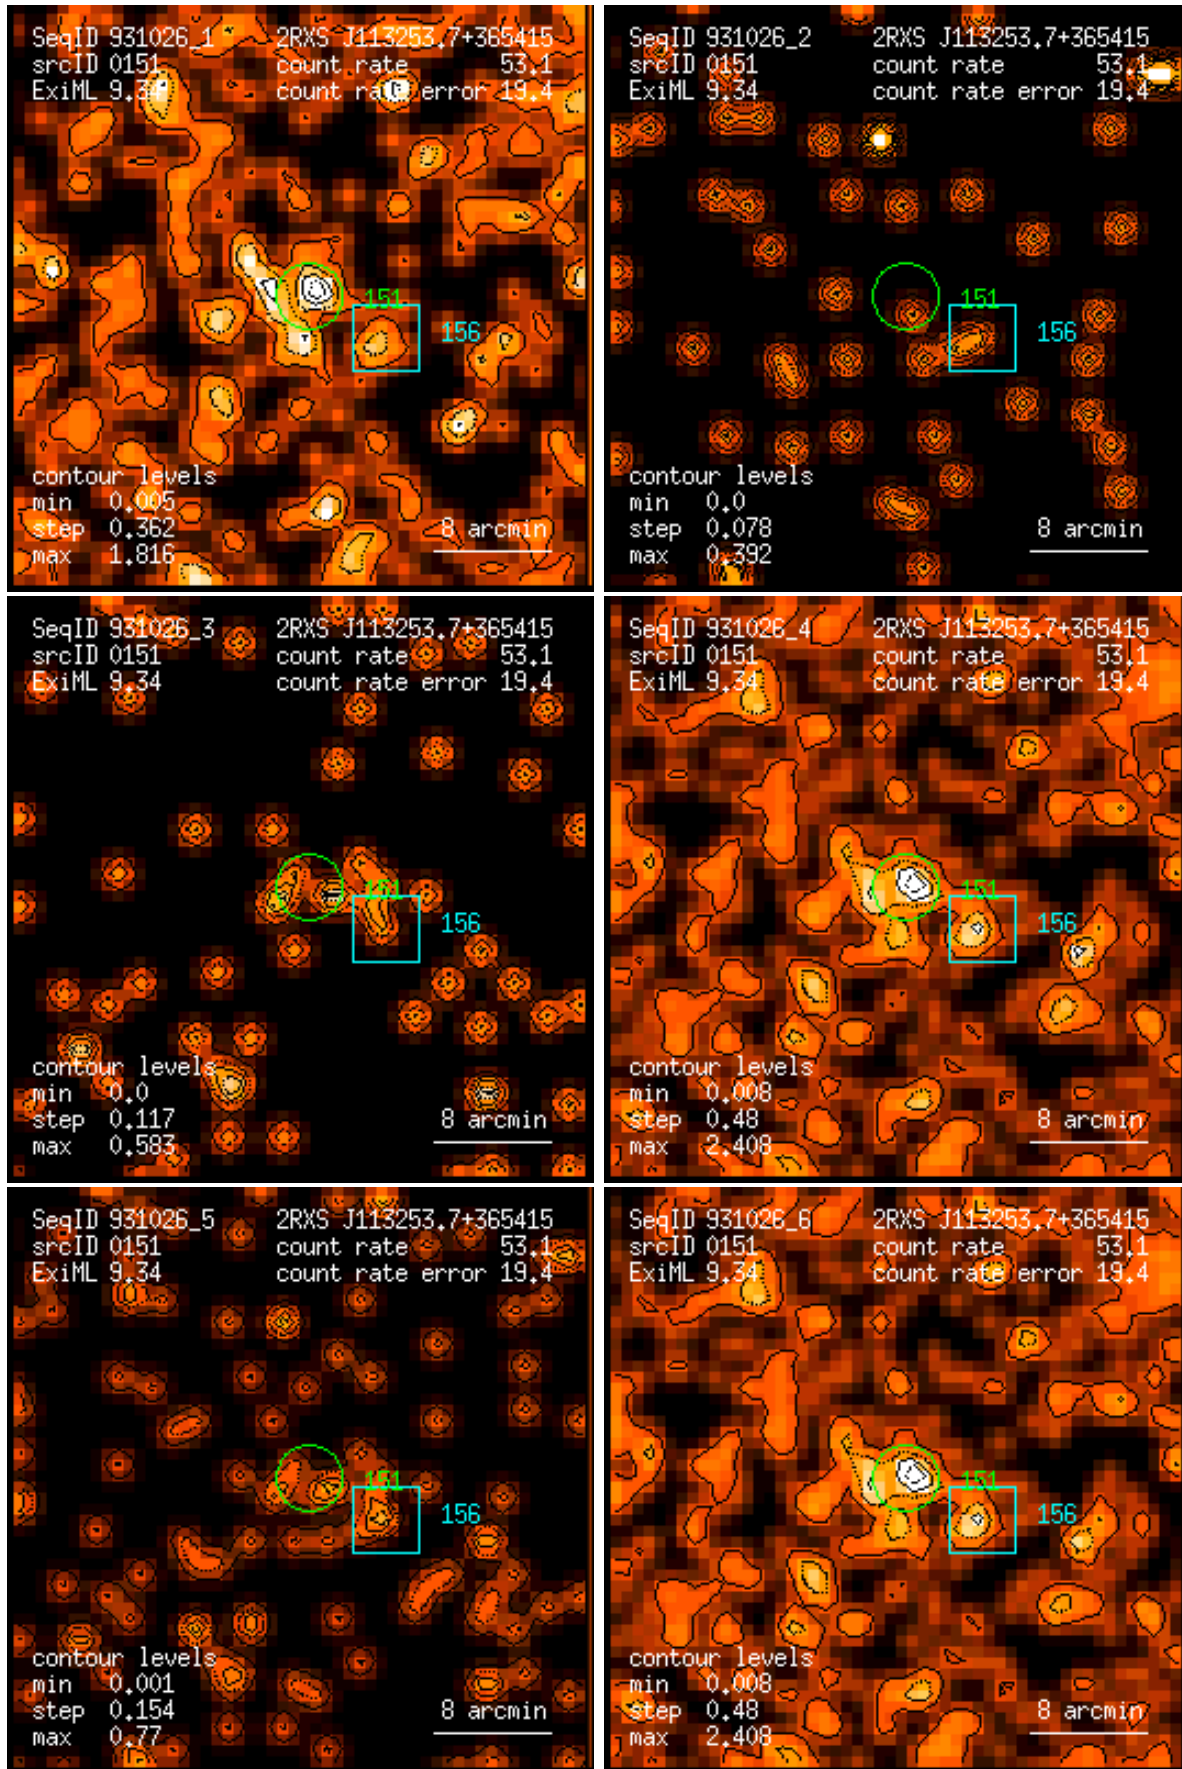 SeqID 931026_1 2RXS J113253.7+365415
srcID 0151 count rate 53.1
ExiML 9.34 count rate error 19.4
151
156
contour levels
min 0.005
step 0.362 8 arcmin
max 1.816
SeqID 931026_2 2RXS J113253.7+365415
srcID 0151 count rate 53.1
ExiML 9.34 count rate error 19.4
151
156
contour levels
min 0.0
step 0.078 8 arcmin
max 0.392
SeqID 931026_3 2RXS J113253.7+365415
srcID 0151 count rate 53.1
ExiML 9.34 count rate error 19.4
151
156
contour levels
min 0.0
step 0.117 8 arcmin
max 0.583
SeqID 931026_4 2RXS J113253.7+365415
srcID 0151 count rate 53.1
ExiML 9.34 count rate error 19.4
151
156
contour levels
min 0.008
step 0.48 8 arcmin
max 2.408
SeqID 931026_5 2RXS J113253.7+365415
srcID 0151 count rate 53.1
ExiML 9.34 count rate error 19.4
151
156
contour levels
min 0.001
step 0.154 8 arcmin
max 0.77
SeqID 931026_6 2RXS J113253.7+365415
srcID 0151 count rate 53.1
ExiML 9.34 count rate error 19.4
151
156
contour levels
min 0.008
step 0.48 8 arcmin
max 2.408